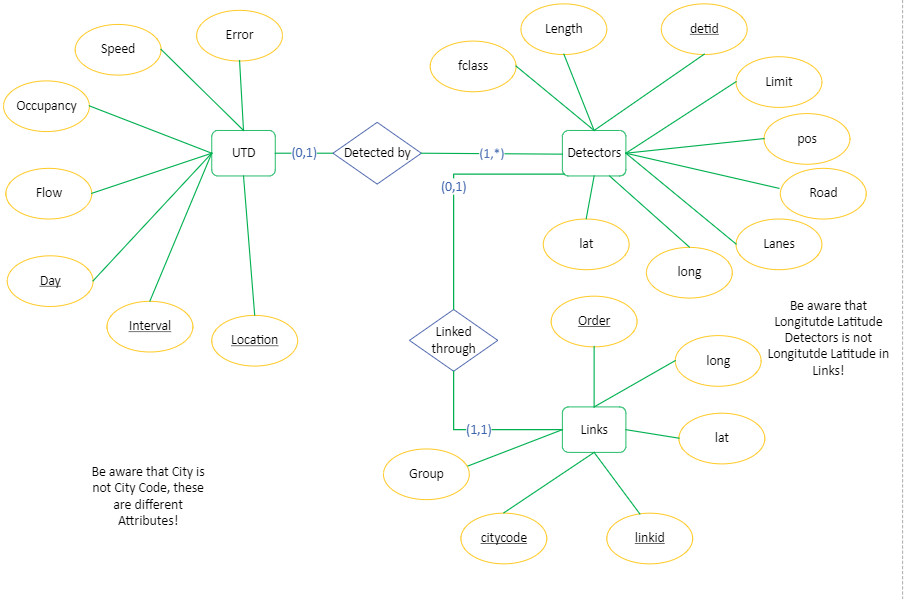 Error
Speed
Occupancy
Flow
Day
Interval
Location
UTD
(0,1)
Detected by
(1,*)
Detectors
Length
detid
fclass
Limit
pos
Road
Lanes
long
lat
(0,1)
Linked
through
(1,1)
Links
Order
long
lat
Group
citycode
linkid
Be aware that
Longitutde Latitude
Detectors is not
Longitutde Latitude in
Links!
Be aware that City is
not City Code, these
are different
Attributes!